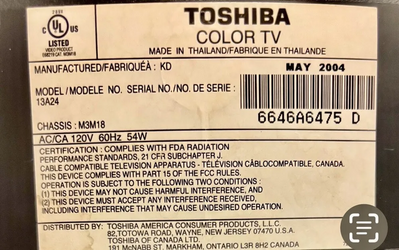 UL
C US
LISTED
VIDEO PRODUCT
TOSHIBA
COLOR TV
MADE IN THAILAND/FABRIQUÉ EN THAILANDE
MANUFACTURED/FABRIQUÉÀ : KD MAY 2004
MODEL / MODÈLE NO. SERIAL NO./NO. DE SERIE :
13A24
6646A6475 D
CHASSIS : M3M18
AC/CA 120V 60Hz 54W
CERTIFICATION : COMPLIES WITH FDA RADIATION
PERFORMANCE STANDARDS, 21 CFR SUBCHAPTER J.
CABLE COMPATIBLE TELEVISION APPARATUS - TÉLÉVISION CÂBLOCOMPATIBLE, CANADA.
THIS DEVICE COMPLIES WITH PART 15 OF THE FCC RULES.
OPERATION IS SUBJECT TO THE FOLLOWING TWO CONDITIONS :
(1) THIS DEVICE MAY NOT CAUSE HARMFUL INTERFERENCE, AND
(2) THIS DEVICE MUST ACCEPT ANY INTERFERENCE RECEIVED,
INCLUDING INTERFERENCE THAT MAY CAUSE UNDESIRED OPERATION.
DISTRIBUTED BY: TOSHIBA AMERICA CONSUMER PRODUCTS, L.L.C.
82,TOTOWA ROAD, WAYNE, NEW JERSEY 07470 U.S.A.
TOSHIBA OF CANADA LTD.
191 McNABB ST. MARKHAM, ONTARIO L3R 8H2 CANADA